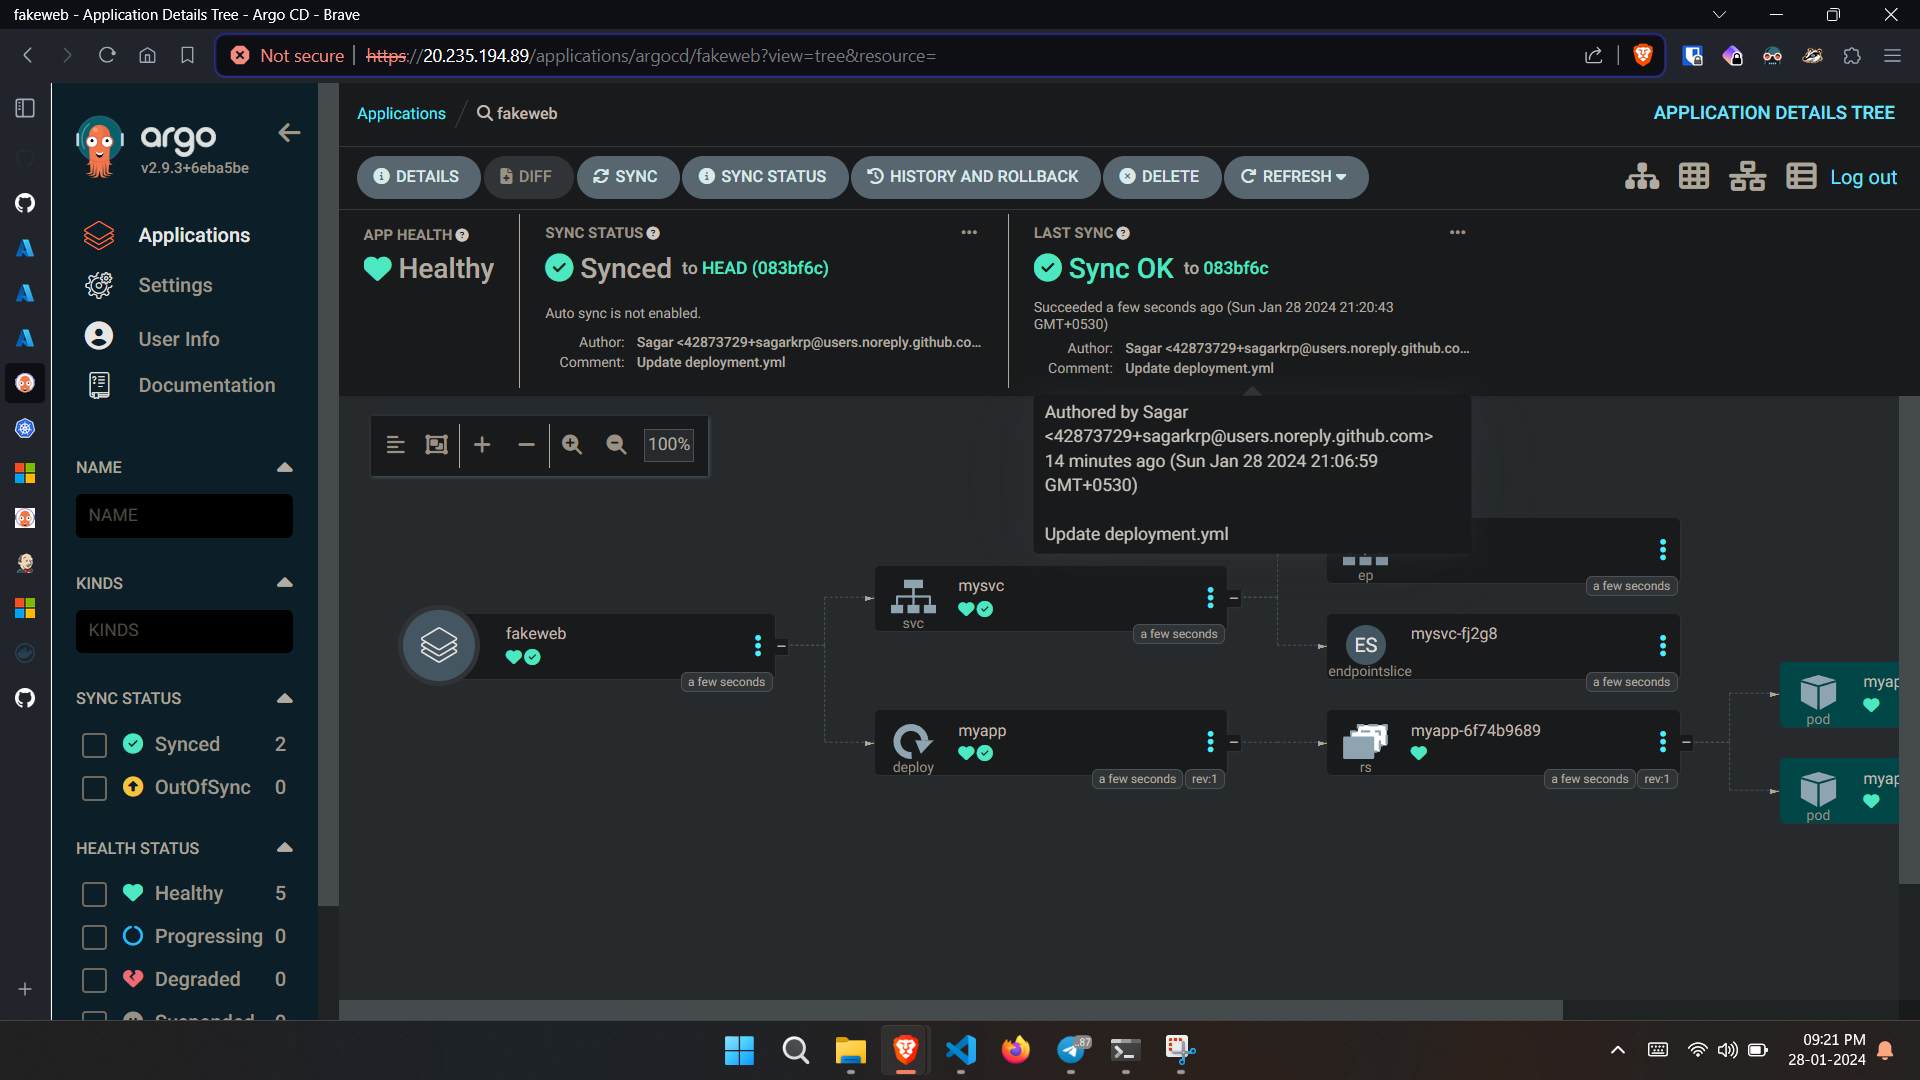 fakeweb - Application Details Tree - Argo CD - Brave
Not secure
https://20.235.194.89/applications/argocd/fakeweb?view=tree&resource=
argo
v2.9.3+6eba5be
Applications
Settings
User Info
Documentation
NAME
NAME
KINDS
KINDS
SYNC STATUS
Synced 2
OutOfSync 0
HEALTH STATUS
Healthy 5
Progressing 0
Degraded 0
Suspended 0
Applications / fakeweb
APPLICATION DETAILS TREE
DETAILS
DIFF
SYNC
SYNC STATUS
HISTORY AND ROLLBACK
DELETE
REFRESH
Log out
APP HEALTH
Healthy
SYNC STATUS
Synced to HEAD (083bf6c)
Auto sync is not enabled.
Author: Sagar <42873729+sagarkrp@users.noreply.github.co...
Comment: Update deployment.yml
LAST SYNC
Sync OK to 083bf6c
Succeeded a few seconds ago (Sun Jan 28 2024 21:20:43
GMT+0530)
Author: Sagar <42873729+sagarkrp@users.noreply.github.co...
Comment: Update deployment.yml
Authored by Sagar
<42873729+sagarkrp@users.noreply.github.com>
14 minutes ago (Sun Jan 28 2024 21:06:59
GMT+0530)
Update deployment.yml
100%
fakeweb
a few seconds
mysvc
svc
a few seconds
myapp
deploy
a few seconds
rev:1
ep
a few seconds
ES
mysvc-fj2g8
endpointslice
a few seconds
myapp-6f74b9689
rs
a few seconds
rev:1
myap
pod
myap
pod
.87
09:21 PM
28-01-2024